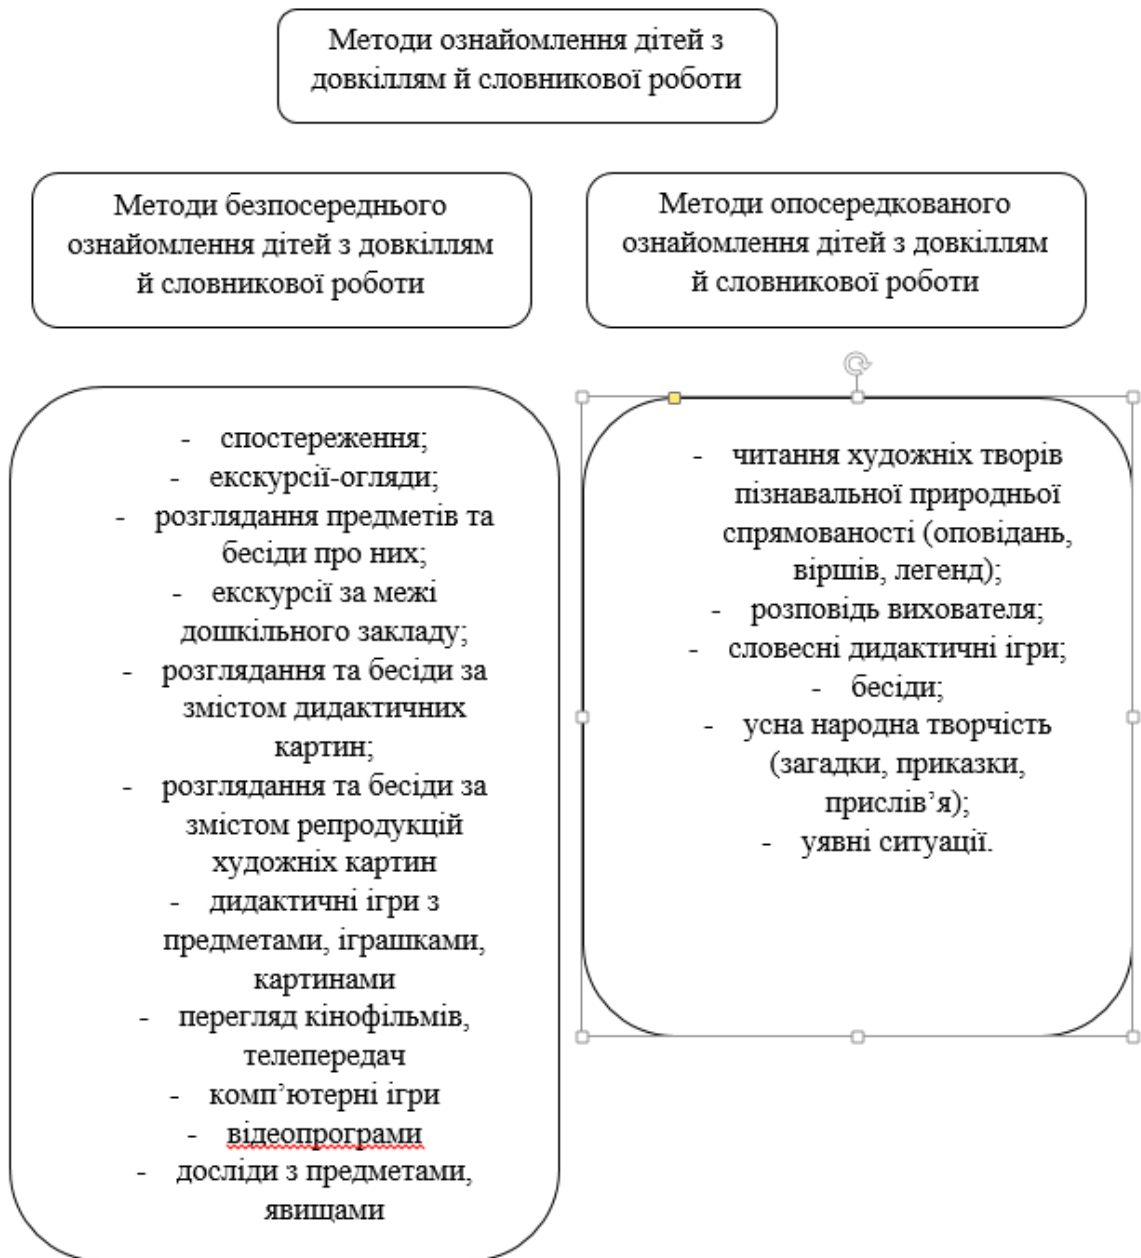 Методи ознайомлення дітей з
довкіллям й словникової роботи
Методи безпосереднього
ознайомлення дітей з довкіллям
й словникової роботи
Методи опосередкованого
ознайомлення дітей з довкіллям
й словникової роботи
- спостереження;
- екскурсії-огляди;
- розглядання предметів та
бесіди про них;
- екскурсії за межі
дошкільного закладу;
- розглядання та бесіди за
змістом дидактичних
картин;
- розглядання та бесіди за
змістом репродукцій
художніх картин
- дидактичні ігри з
предметами, іграшками,
картинами
- перегляд кінофільмів,
телепередач
- комп’ютерні ігри
- відеопрограми
- досліди з предметами,
явищами
- читання художніх творів
пізнавальної природньої
спрямованості (оповідань,
віршів, легенд);
- розповідь вихователя;
- словесні дидактичні ігри;
- бесіди;
- усна народна творчість
(загадки, приказки,
прислів’я);
- уявні ситуації.